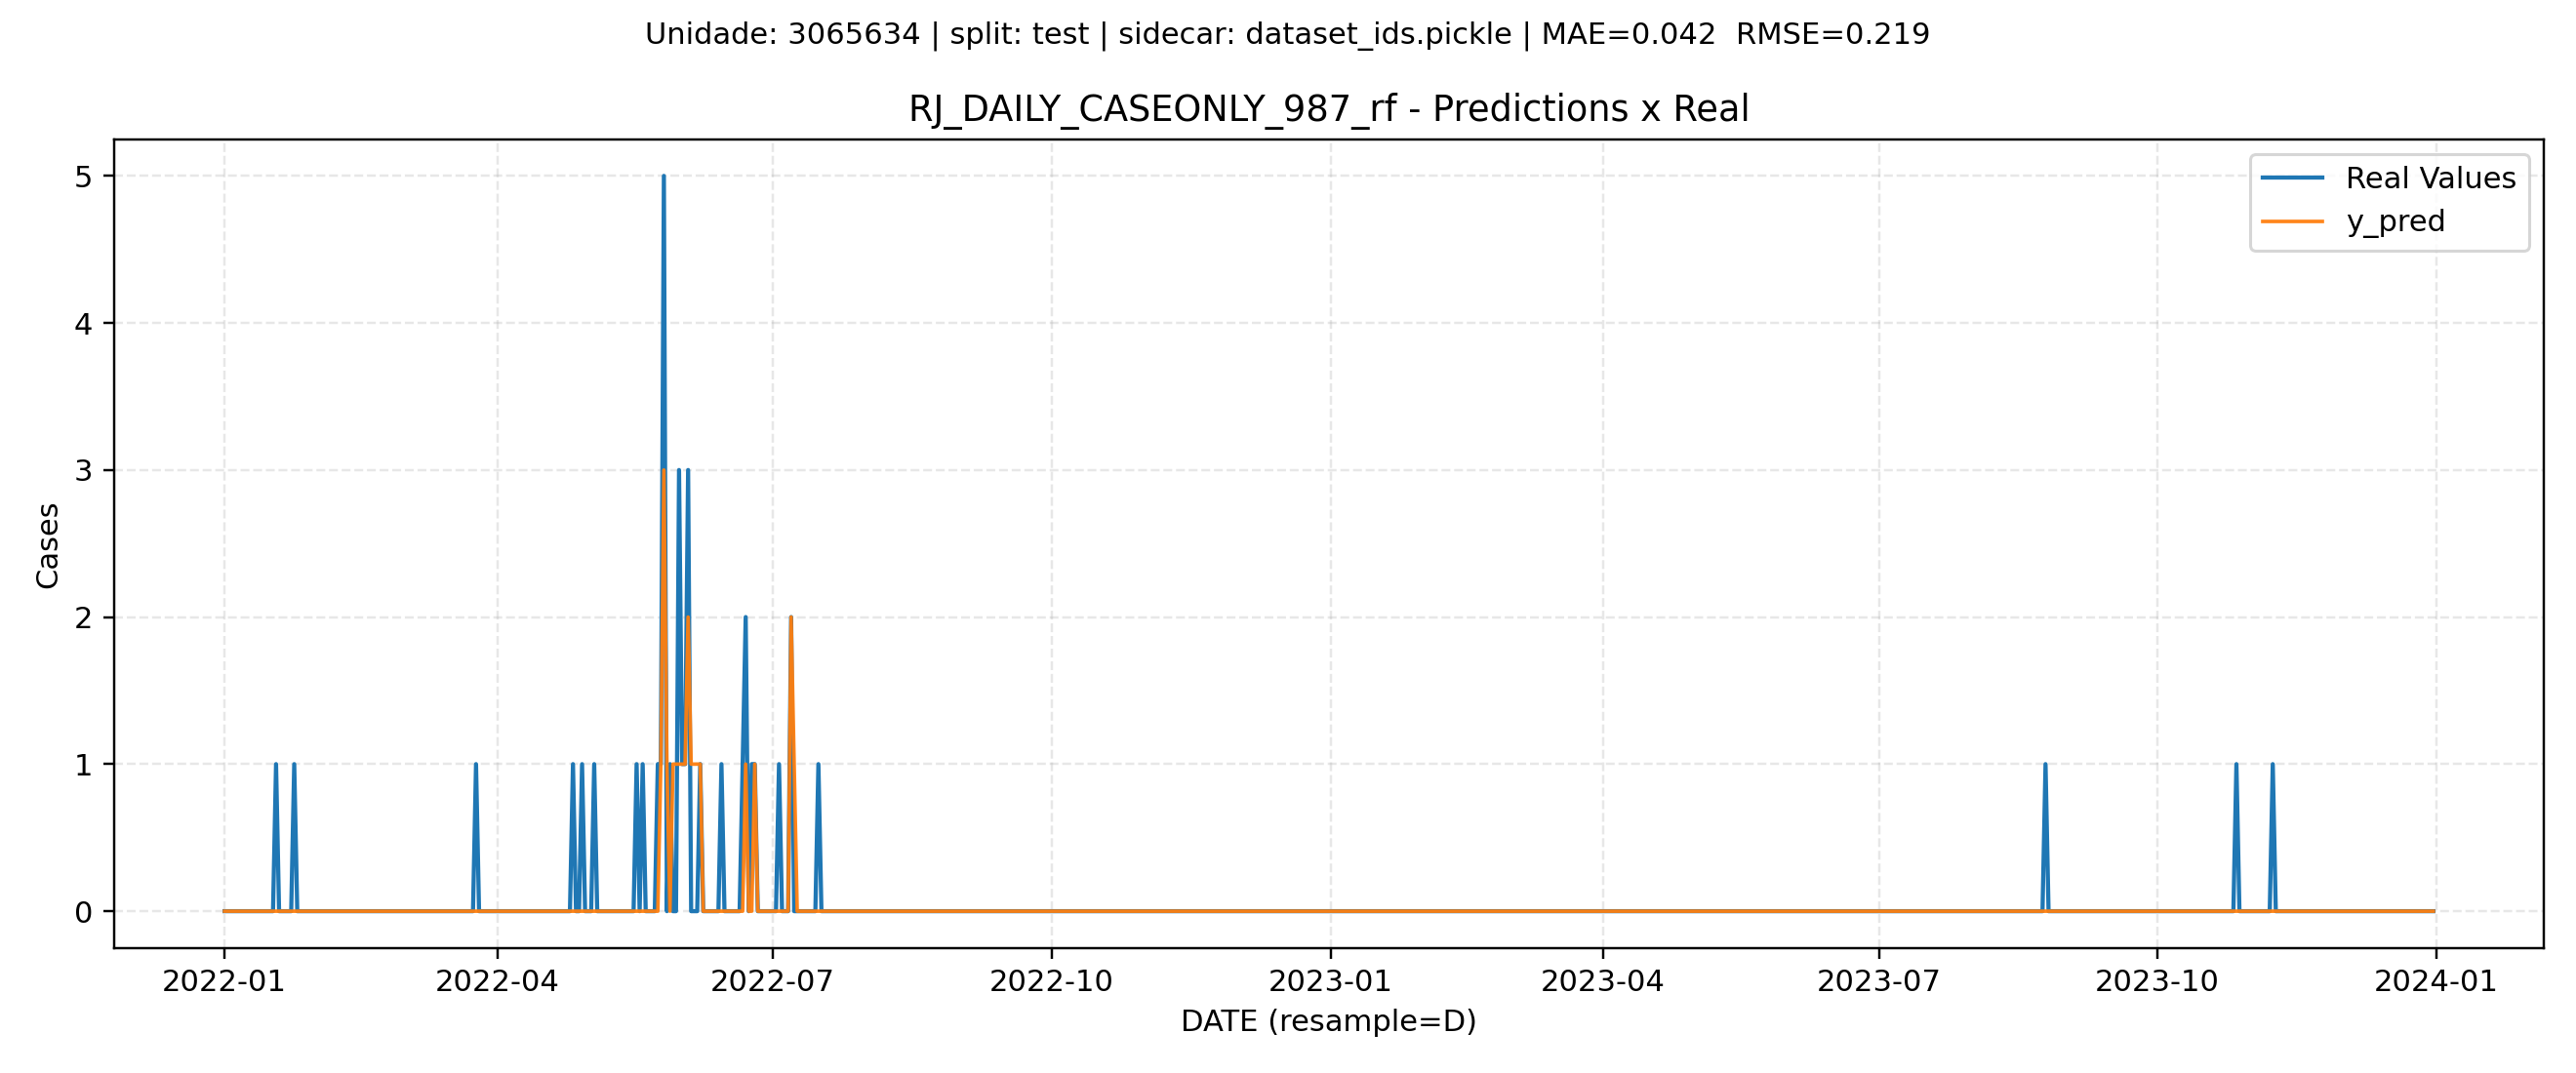 Unidade: 3065634 | split: test | sidecar: dataset_ids.pickle | MAE=0.042  RMSE=0.219
RJ_DAILY_CASEONLY_987_rf - Predictions x Real
Real Values
y_pred
5
4
3
2
1
0
Cases
2022-01 2022-04 2022-07 2022-10 2023-01 2023-04 2023-07 2023-10 2024-01
DATE (resample=D)